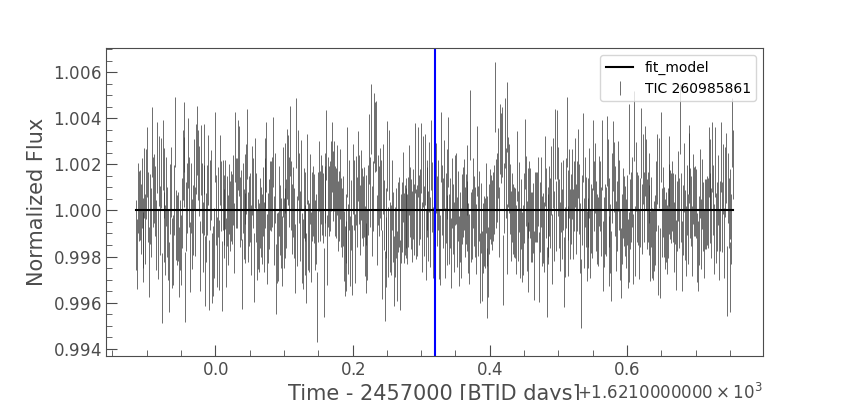 fit_model
TIC 260985861
1.006
1.004
1.002
1.000
0.998
0.996
0.994
Normalized Flux
0.0 0.2 0.4 0.6
Time - 2457000 [BTJD days]
+1.6210000000 × 10³